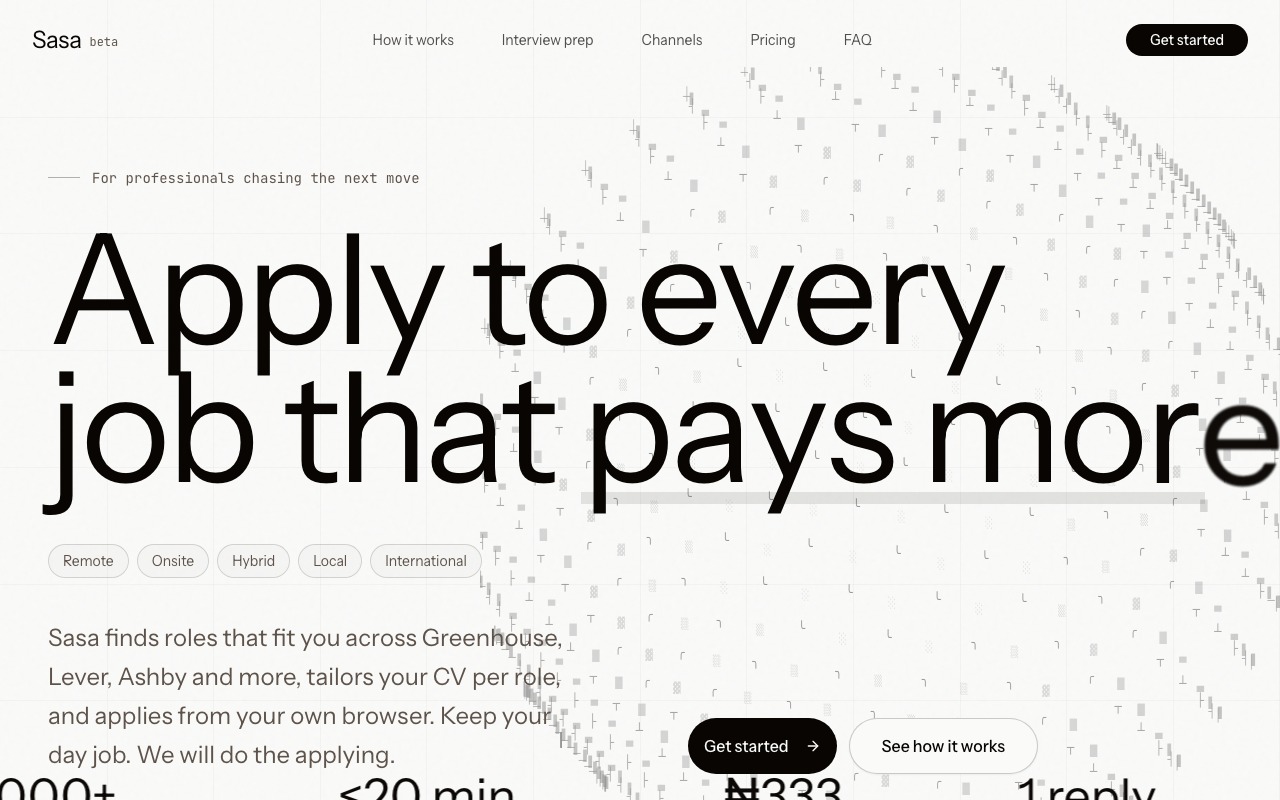 Sasa beta
How it works
Interview prep
Channels
Pricing
FAQ
Get started
For professionals chasing the next move
Apply to every
job that pays more
Remote
Onsite
Hybrid
Local
International
Sasa finds roles that fit you across Greenhouse,
Lever, Ashby and more, tailors your CV per role,
and applies from your own browser. Keep your
day job. We will do the applying.
Get started →
See how it works
000+
<20 min
₦333
1 reply